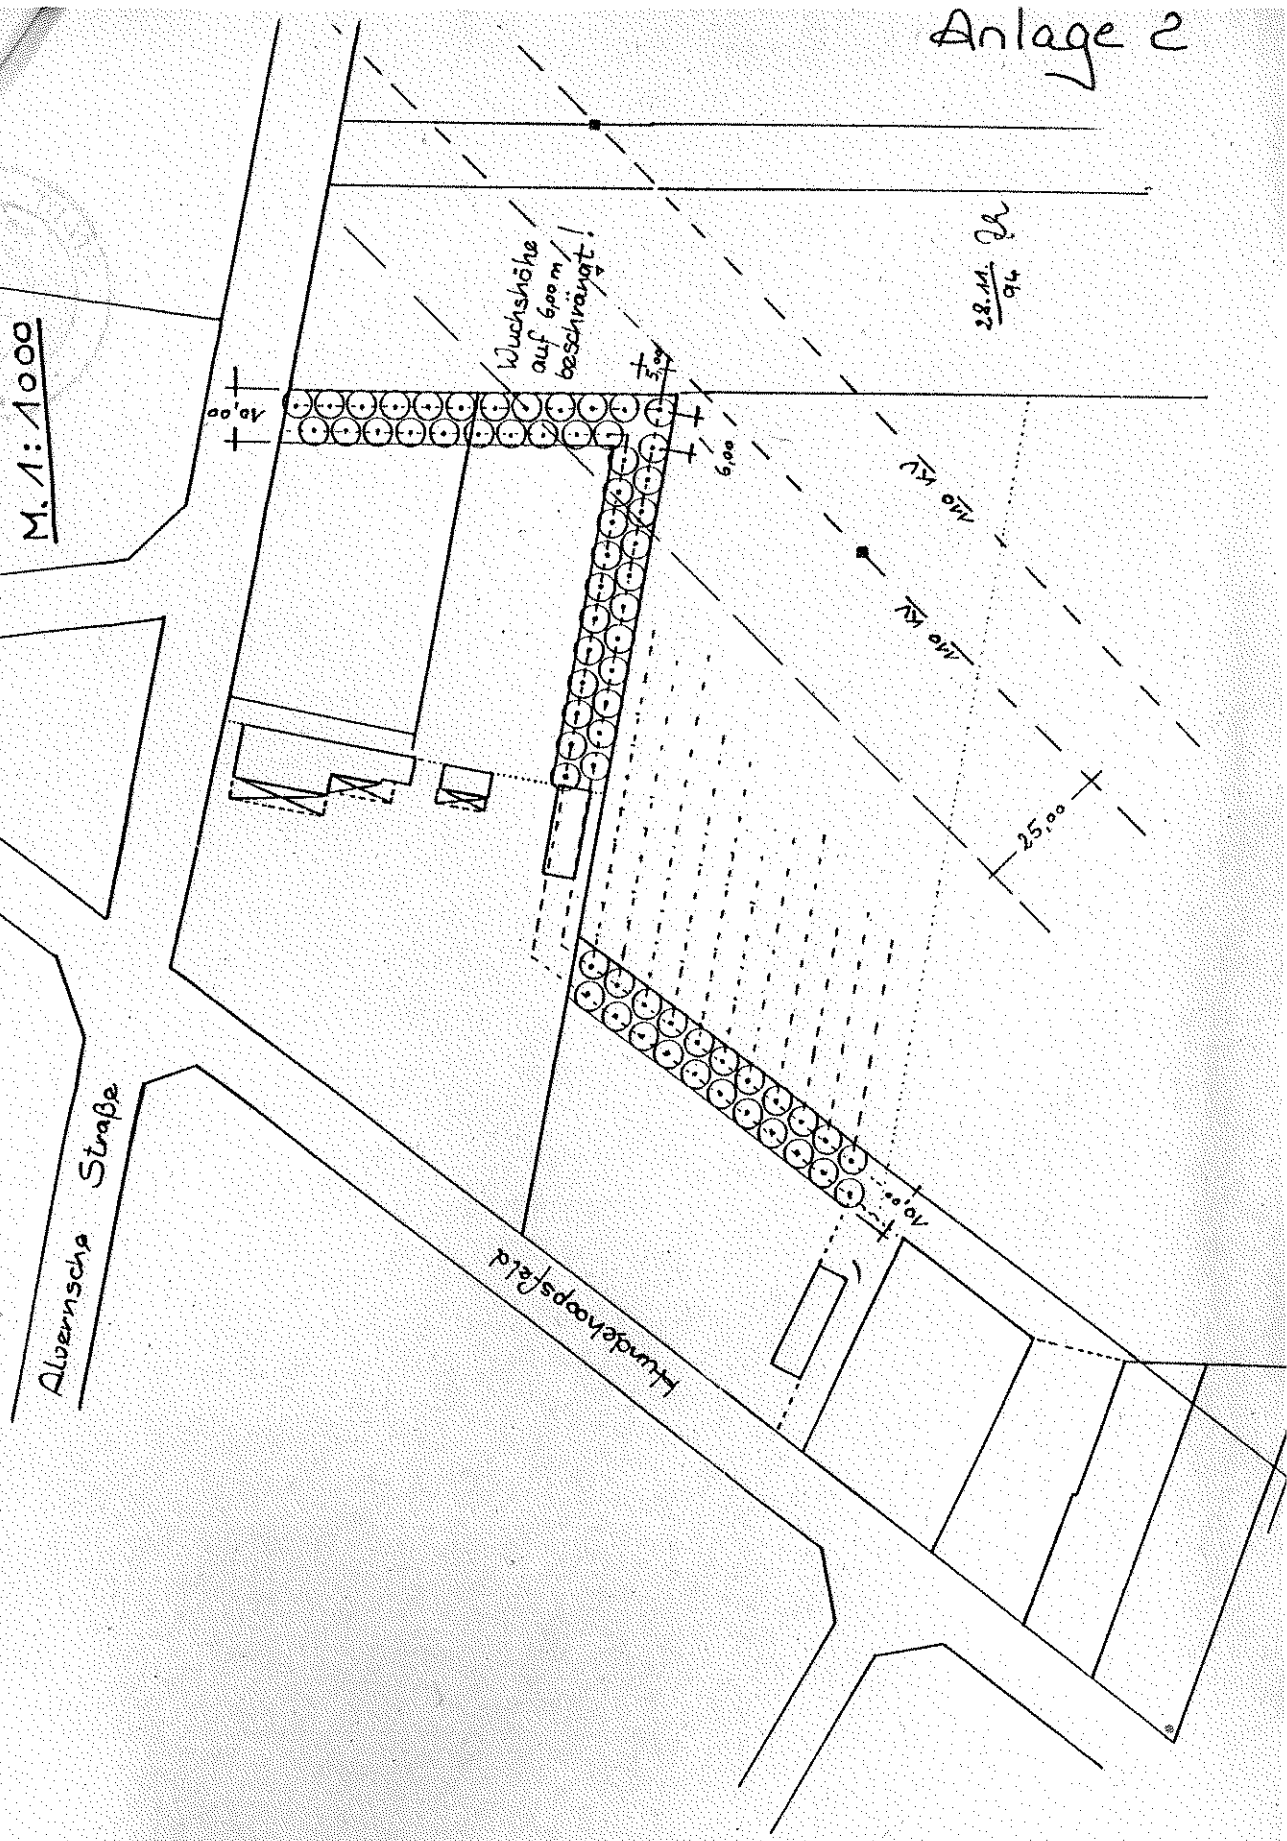 Anlage 2
M. 1:1000
10,00
Wuchshöhe
auf 6,00 m
beschränkt!
5,00
6,00
28.11.
94
110 KV
110 KV
25,00
10,00
Alvernsche Straße
Hundehoopsfeld